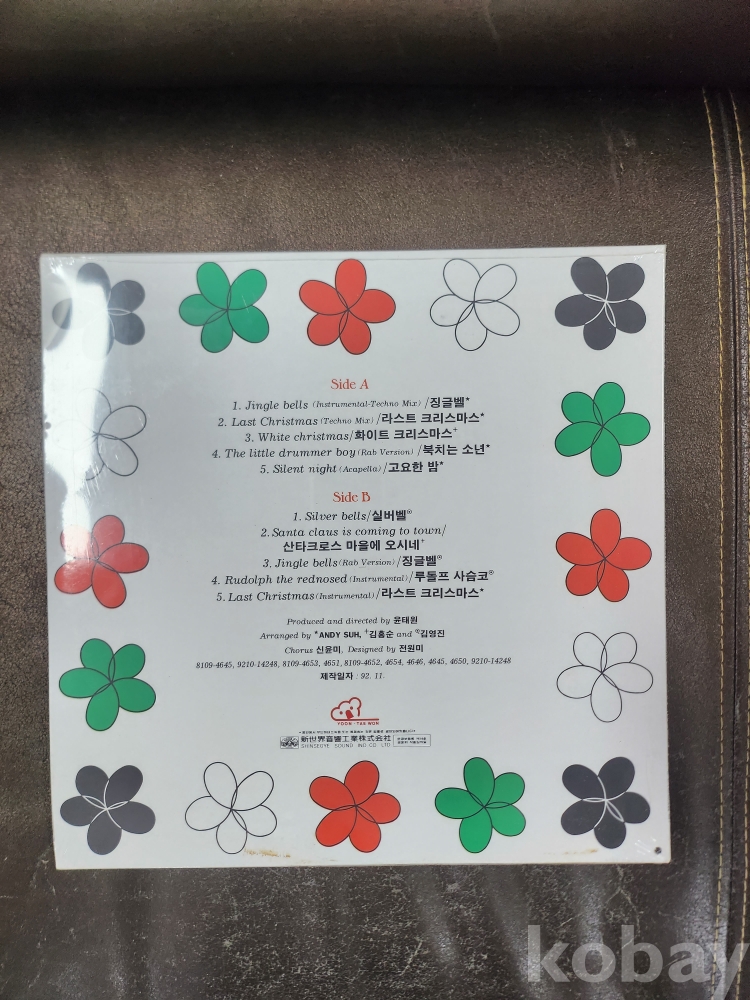 Side A
1. Jingle bells (Instrumental-Techno Mix)/징글벨*
2. Last Christmas(Techno Mix)/라스트 크리스마스*
3. White christmas/화이트 크리스마스+
4. The little drummer boy(Rab Version)/북치는 소년*
5. Silent night(Acapella)/고요한 밤*
Side B
1. Silver bells/실버벨®
2. Santa claus is coming to town/
산타크로스 마을에 오시네+
3. Jingle bells(Rab Version)/징글벨®
4. Rudolph the rednosed(Instrumental)/루돌프 사슴코®
5. Last Christmas(Instrumental)/라스트 크리스마스*
Produced and directed by 윤태원
Arranged by *ANDY SUH, +김홍순 and ®김영진
Chorus 신윤미, Designed by 전원미
8109-4645, 9210-14248, 8109-4653, 4651, 8109-4652, 4654, 4646, 4645, 4650, 9210-14248
제작일자 : 92. 11.
YOON-TAE WON
新世界音響工業株式会社
SHINSEGYE SOUND IND CO LTD.
kobay